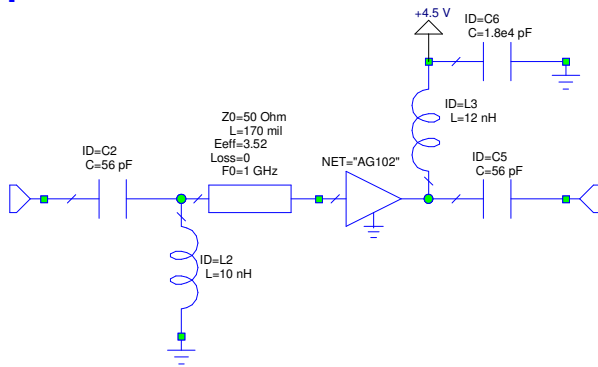 +4.5 V
ID=C6
C=1.8e4 pF
ID=L3
L=12 nH
Z0=50 Ohm
L=170 mil
Eeff=3.52
Loss=0
F0=1 GHz
ID=C2
C=56 pF
NET="AG102"
ID=C5
C=56 pF
ID=L2
L=10 nH